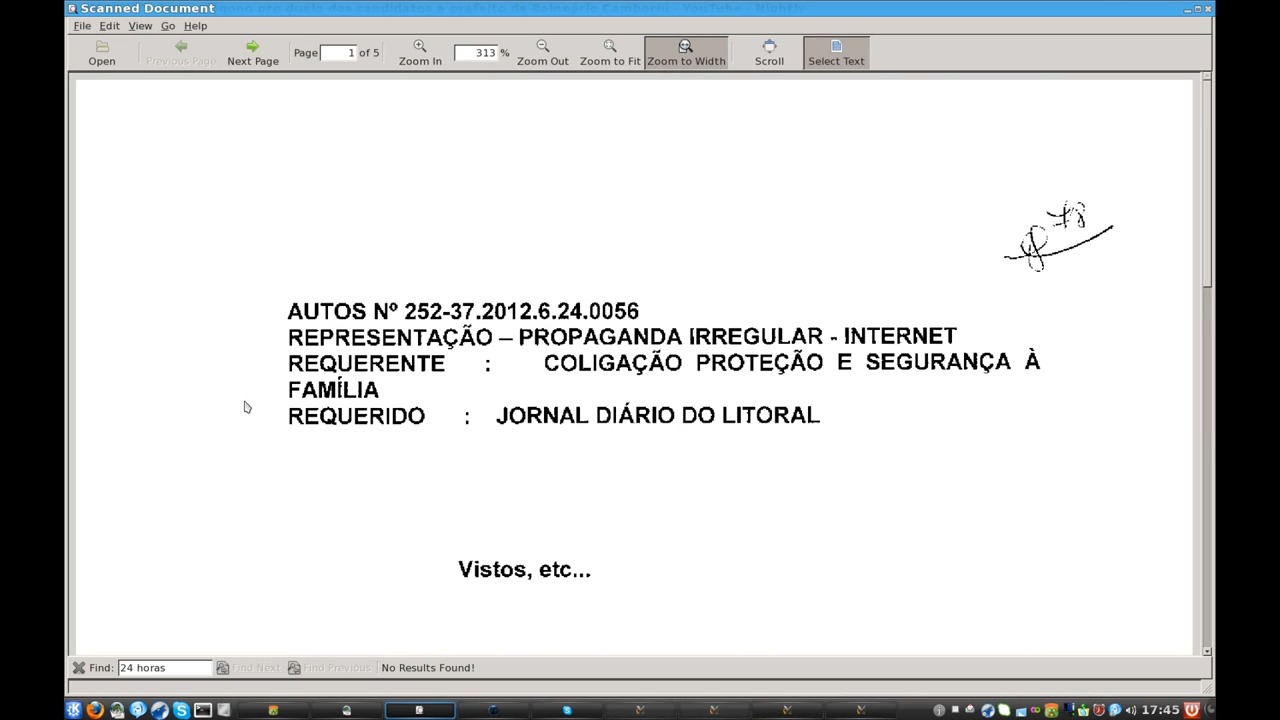 Scanned Document
File Edit View Go Help
Open Previous Page Next Page Page 1 of 5 Zoom In 313 % Zoom Out Zoom to Fit Zoom to Width Scroll Select Text
78
AUTOS Nº 252-37.2012.6.24.0056
REPRESENTAÇÃO – PROPAGANDA IRREGULAR - INTERNET
REQUERENTE : COLIGAÇÃO PROTEÇÃO E SEGURANÇA À
FAMÍLIA
REQUERIDO : JORNAL DIÁRIO DO LITORAL
Vistos, etc...
Find: 24 horas Find Next Find Previous No Results Found!
17:45